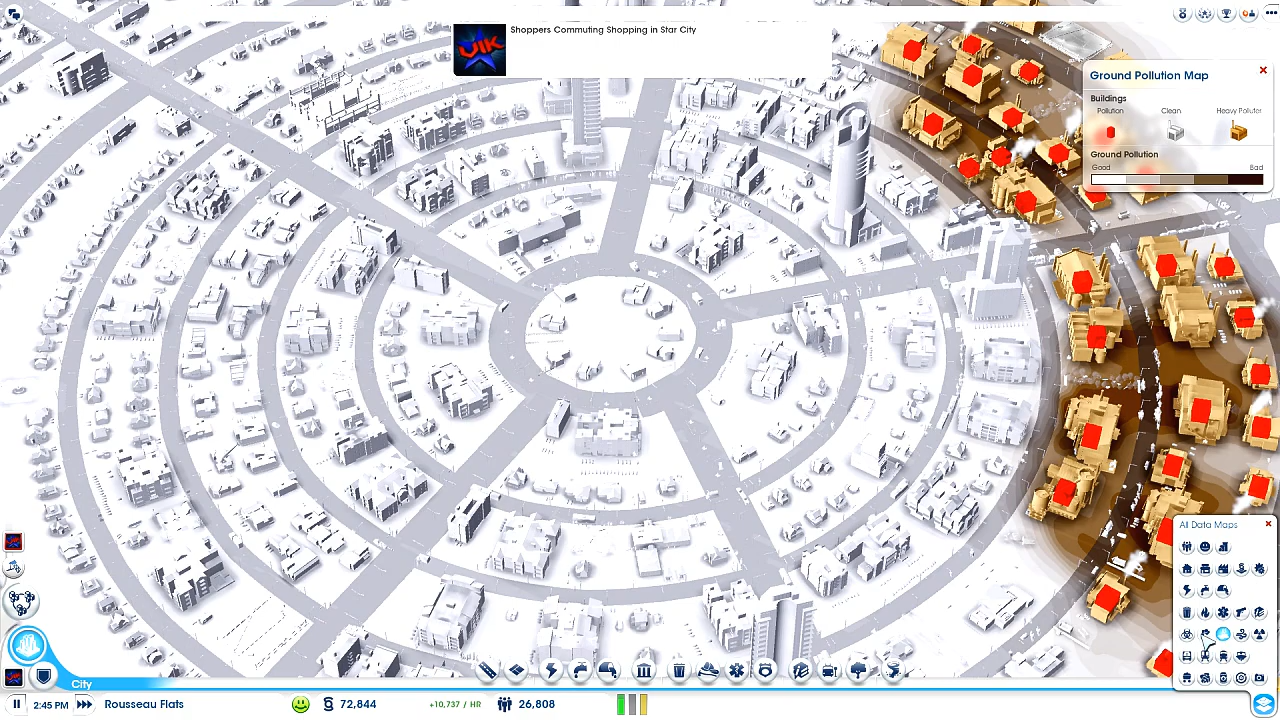 UIK
Shoppers Commuting Shopping in Star City
Ground Pollution Map
Buildings
Pollution Clean Heavy Polluter
Ground Pollution
Good Bad
All Data Maps
City
2:45 PM Rousseau Flats 72,844 +10,737 / HR 26,808